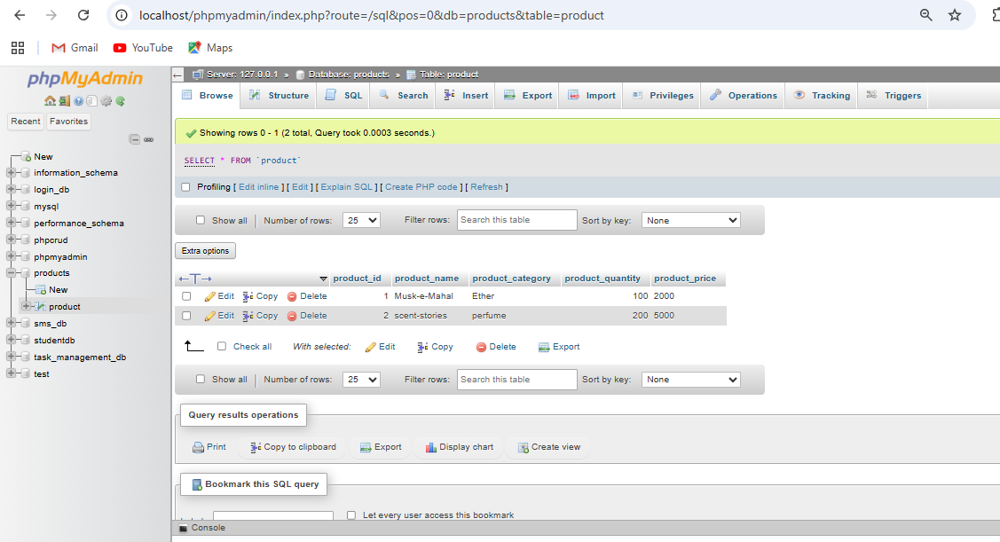 localhost/phpmyadmin/index.php?route=/sql&pos=0&db=products&table=product
Gmail YouTube Maps
phpMyAdmin
Recent Favorites
New
information_schema
login_db
mysql
performance_schema
phpcrud
phpmyadmin
products
New
product
sms_db
studentdb
task_management_db
test
Server: 127.0.0.1 » Database: products » Table: product
Browse Structure SQL Search Insert Export Import Privileges Operations Tracking Triggers
Showing rows 0 - 1 (2 total, Query took 0.0003 seconds.)
SELECT * FROM `product`
Profiling [ Edit inline ] [ Edit ] [ Explain SQL ] [ Create PHP code ] [ Refresh ]
Show all Number of rows: 25 Filter rows: Search this table Sort by key: None
Extra options
←T→ product_id product_name product_category product_quantity product_price
Edit Copy Delete 1 Musk-e-Mahal Ether 100 2000
Edit Copy Delete 2 scent-stories perfume 200 5000
Check all With selected: Edit Copy Delete Export
Show all Number of rows: 25 Filter rows: Search this table Sort by key: None
Query results operations
Print Copy to clipboard Export Display chart Create view
Bookmark this SQL query
Let every user access this bookmark
Console